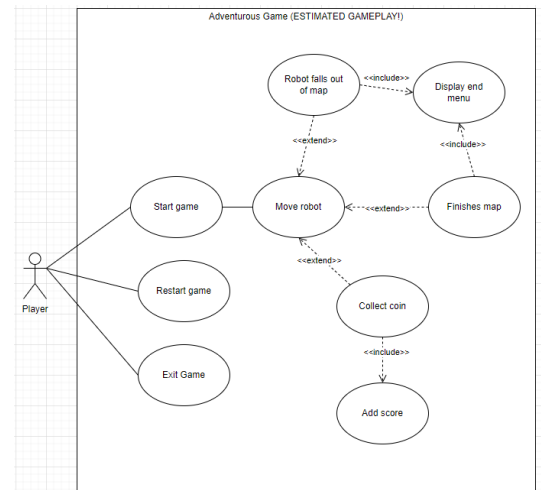 Adventurous Game (ESTIMATED GAMEPLAY!)
Robot falls out
of map
<<include>>
Display end
menu
<<extend>>
<<include>>
Start game
Move robot
<<extend>>
Finishes map
<<extend>>
Player
Restart game
Collect coin
<<include>>
Exit Game
Add score